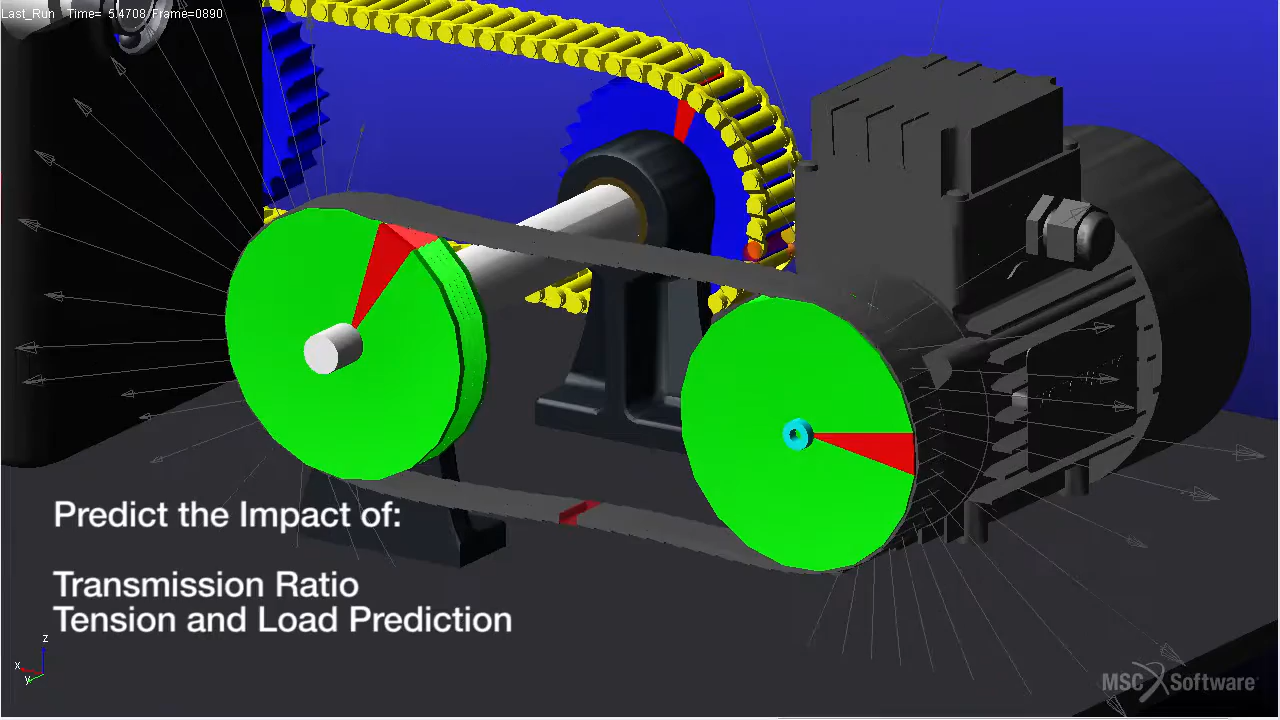 Last_Run Time= 5.4708 Frame=0890
Predict the Impact of:
Transmission Ratio
Tension and Load Prediction
z
x
y
MSC Software